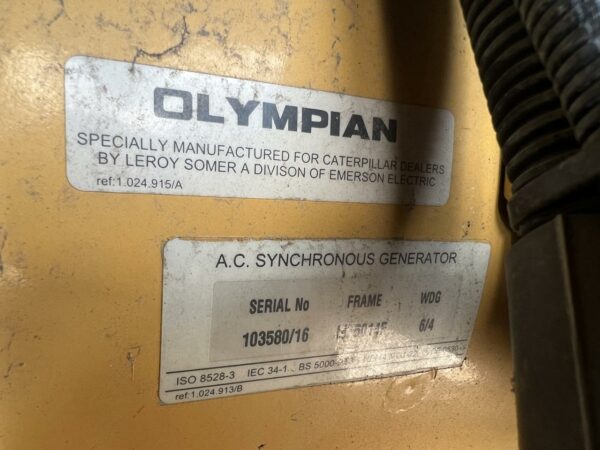 OLYMPIAN
SPECIALLY MANUFACTURED FOR CATERPILLAR DEALERS
BY LEROY SOMER A DIVISON OF EMERSON ELECTRIC
ref:1.024.915/A
A.C. SYNCHRONOUS GENERATOR
SERIAL No FRAME WDG
103580/16 6/4
ISO 8528-3 IEC 34-1 BS 5000
ref:1.024.913/B